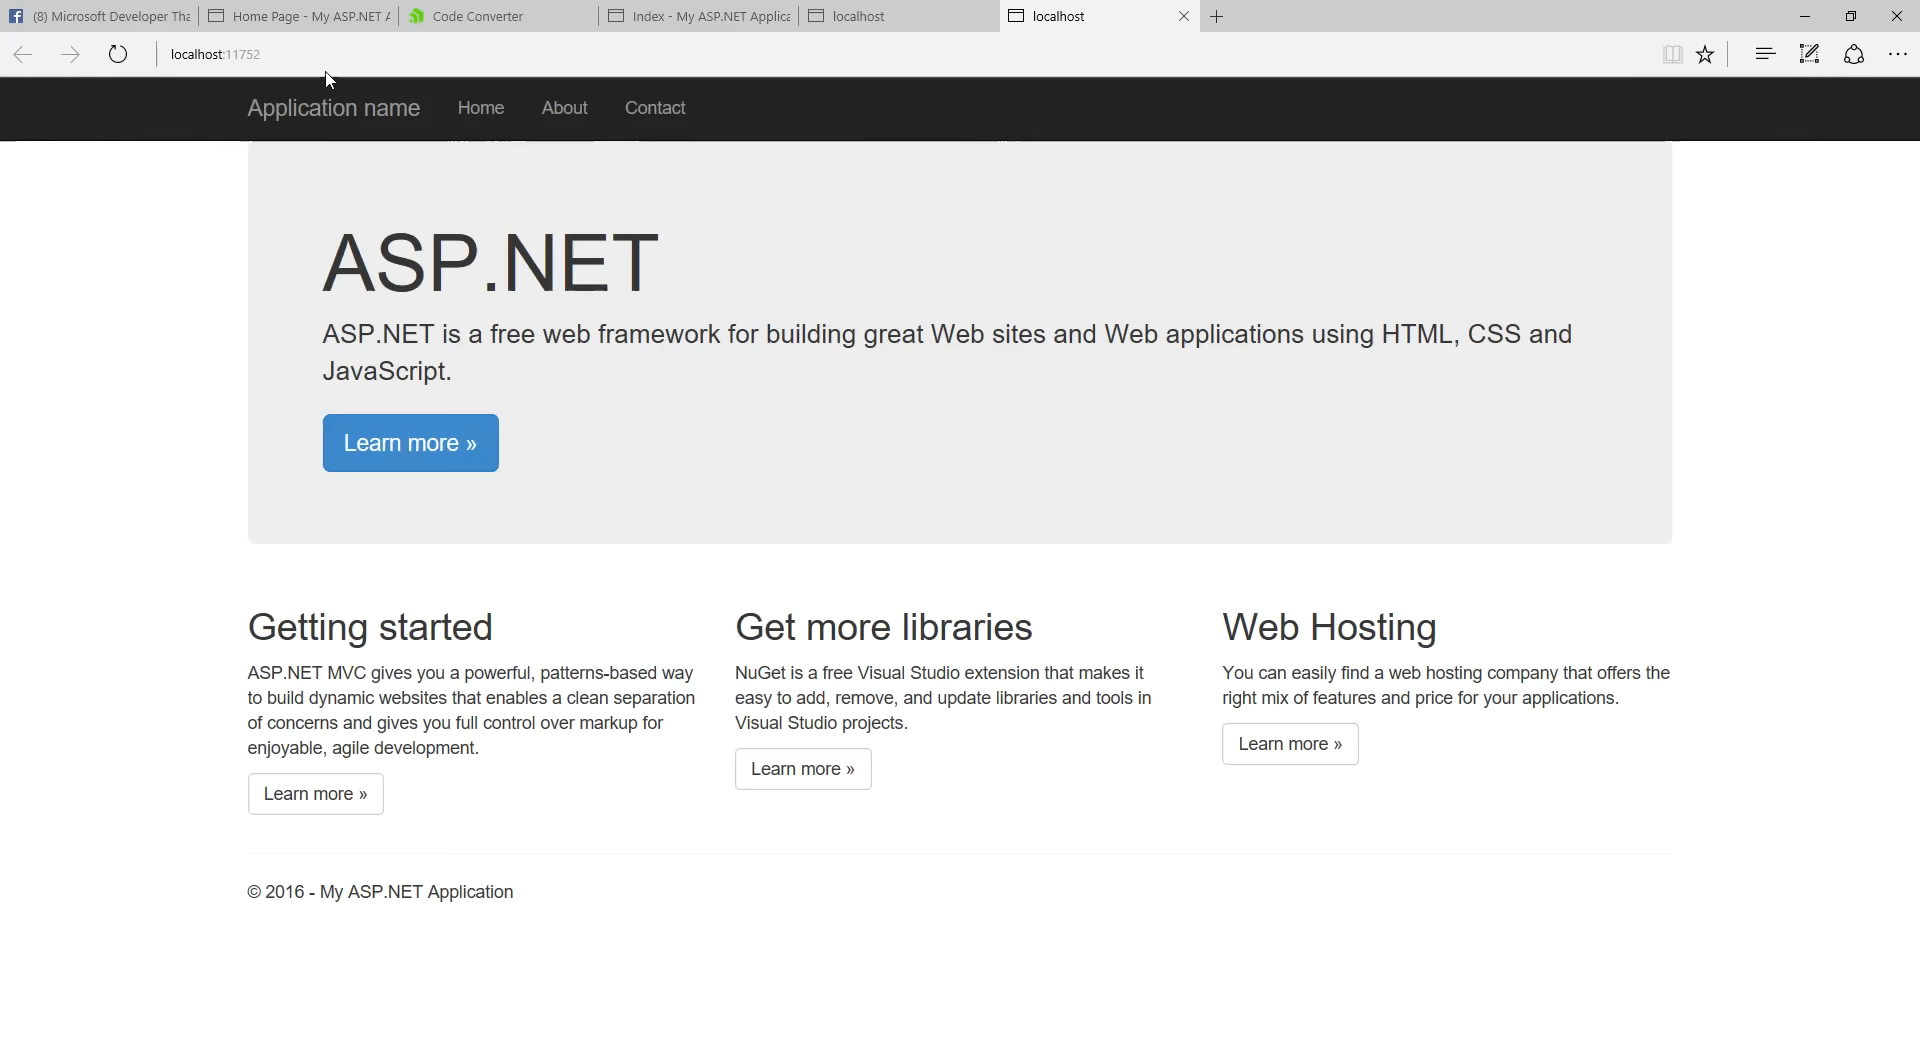 (8) Microsoft Developer Tha
Home Page - My ASP.NET A
Code Converter
Index - My ASP.NET Applica
localhost
localhost
localhost:11752
Application name
Home
About
Contact
ASP.NET
ASP.NET is a free web framework for building great Web sites and Web applications using HTML, CSS and
JavaScript.
Learn more »
Getting started
ASP.NET MVC gives you a powerful, patterns-based way
to build dynamic websites that enables a clean separation
of concerns and gives you full control over markup for
enjoyable, agile development.
Learn more »
Get more libraries
NuGet is a free Visual Studio extension that makes it
easy to add, remove, and update libraries and tools in
Visual Studio projects.
Learn more »
Web Hosting
You can easily find a web hosting company that offers the
right mix of features and price for your applications.
Learn more »
© 2016 - My ASP.NET Application